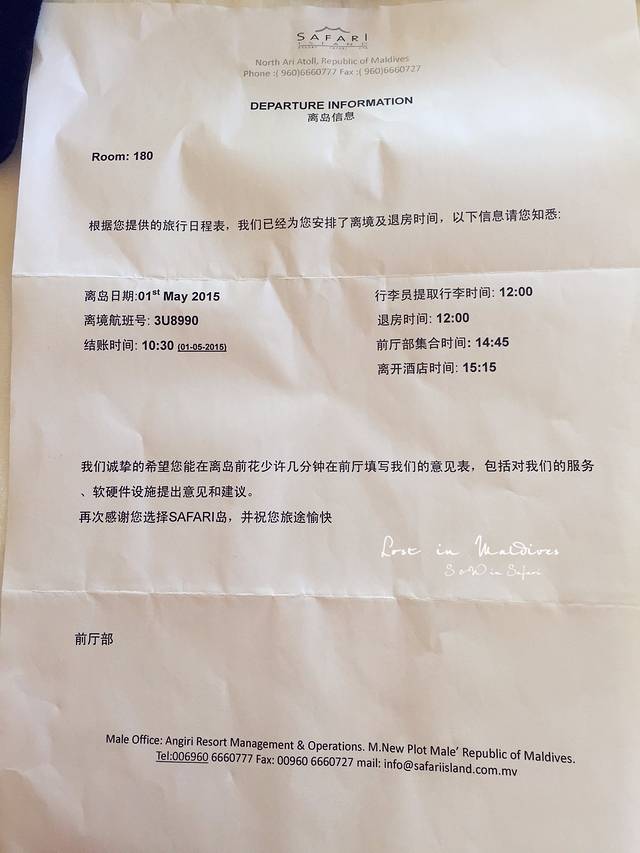 SAFARI
ISLAND
North Ari Atoll, Republic of Maldives
Phone :( 960)6660777 Fax :( 960)6660727
DEPARTURE INFORMATION
离岛信息
Room: 180
根据您提供的旅行日程表，我们已经为您安排了离境及退房时间，以下信息请您知悉:
离岛日期:01st May 2015
行李员提取行李时间: 12:00
离境航班号: 3U8990
退房时间: 12:00
结账时间: 10:30 (01-05-2015)
前厅部集合时间: 14:45
离开酒店时间: 15:15
我们诚挚的希望您能在离岛前花少许几分钟在前厅填写我们的意见表，包括对我们的服务
、软硬件设施提出意见和建议。
再次感谢您选择SAFARI岛，并祝您旅途愉快
Lost in Maldives
S&W in Safari
前厅部
Male Office: Angiri Resort Management & Operations. M.New Plot Male’ Republic of Maldives.
Tel:006960 6660777 Fax: 00960 6660727 mail: info@safariisland.com.mv